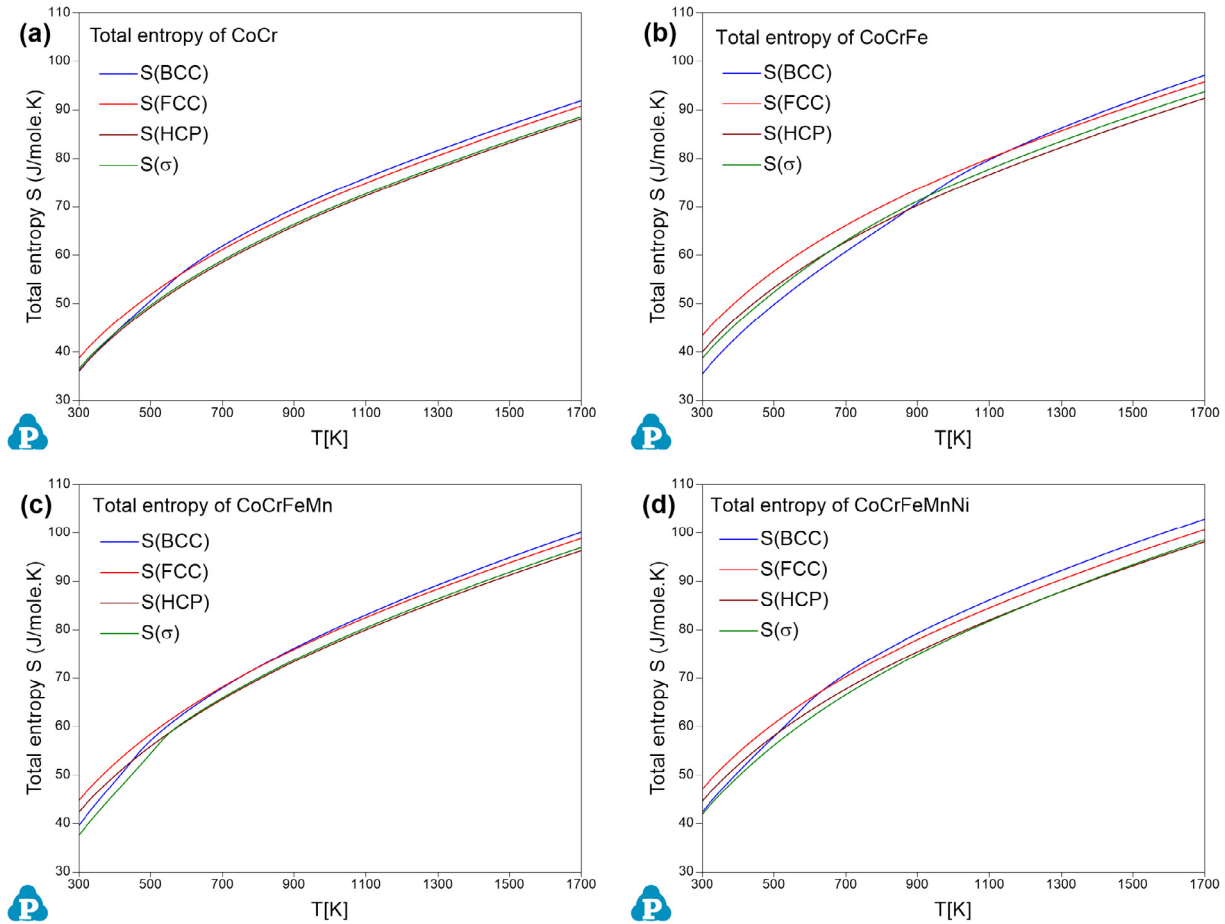 (a)
Total entropy of CoCr
S(BCC)
S(FCC)
S(HCP)
S(σ)
Total entropy S (J/mole.K)
110
100
90
80
70
60
50
40
30
300 500 700 900 1100 1300 1500 1700
T[K]
P
(b)
Total entropy of CoCrFe
S(BCC)
S(FCC)
S(HCP)
S(σ)
Total entropy S (J/mole.K)
110
100
90
80
70
60
50
40
30
300 500 700 900 1100 1300 1500 1700
T[K]
P
(c)
Total entropy of CoCrFeMn
S(BCC)
S(FCC)
S(HCP)
S(σ)
Total entropy S (J/mole.K)
110
100
90
80
70
60
50
40
30
300 500 700 900 1100 1300 1500 1700
T[K]
P
(d)
Total entropy of CoCrFeMnNi
S(BCC)
S(FCC)
S(HCP)
S(σ)
Total entropy S (J/mole.K)
110
100
90
80
70
60
50
40
30
300 500 700 900 1100 1300 1500 1700
T[K]
P